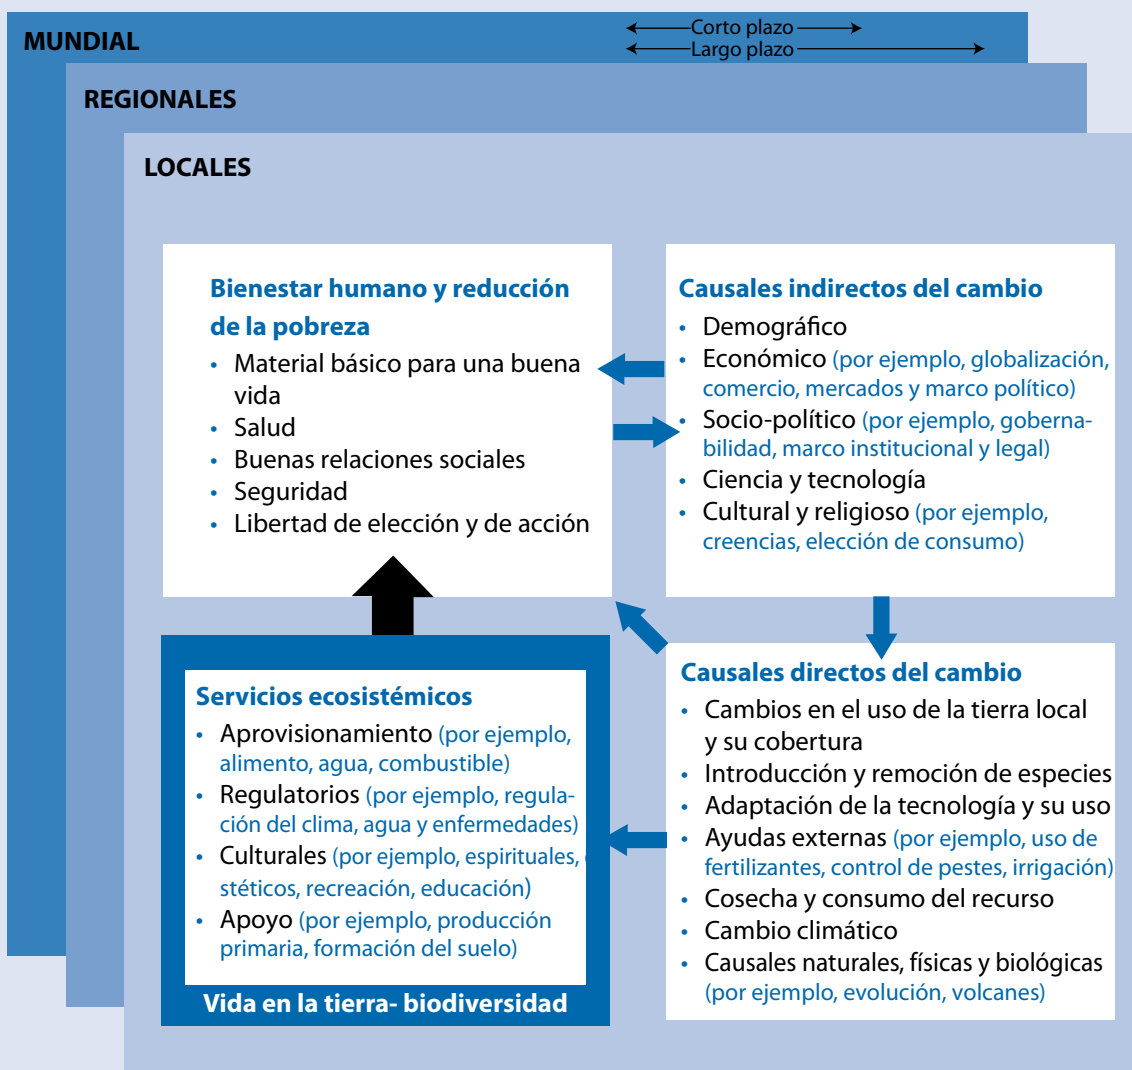 MUNDIAL
Corto plazo
Largo plazo
REGIONALES
LOCALES
Bienestar humano y reducción
de la pobreza
• Material básico para una buena
vida
• Salud
• Buenas relaciones sociales
• Seguridad
• Libertad de elección y de acción
Causales indirectos del cambio
• Demográfico
• Económico (por ejemplo, globalización,
comercio, mercados y marco político)
• Socio-político (por ejemplo, goberna-
bilidad, marco institucional y legal)
• Ciencia y tecnología
• Cultural y religioso (por ejemplo,
creencias, elección de consumo)
Servicios ecosistémicos
• Aprovisionamiento (por ejemplo,
alimento, agua, combustible)
• Regulatorios (por ejemplo, regula-
ción del clima, agua y enfermedades)
• Culturales (por ejemplo, espirituales, e
stéticos, recreación, educación)
• Apoyo (por ejemplo, producción
primaria, formación del suelo)
Vida en la tierra- biodiversidad
Causales directos del cambio
• Cambios en el uso de la tierra local
y su cobertura
• Introducción y remoción de especies
• Adaptación de la tecnología y su uso
• Ayudas externas (por ejemplo, uso de
fertilizantes, control de pestes, irrigación)
• Cosecha y consumo del recurso
• Cambio climático
• Causales naturales, físicas y biológicas
(por ejemplo, evolución, volcanes)